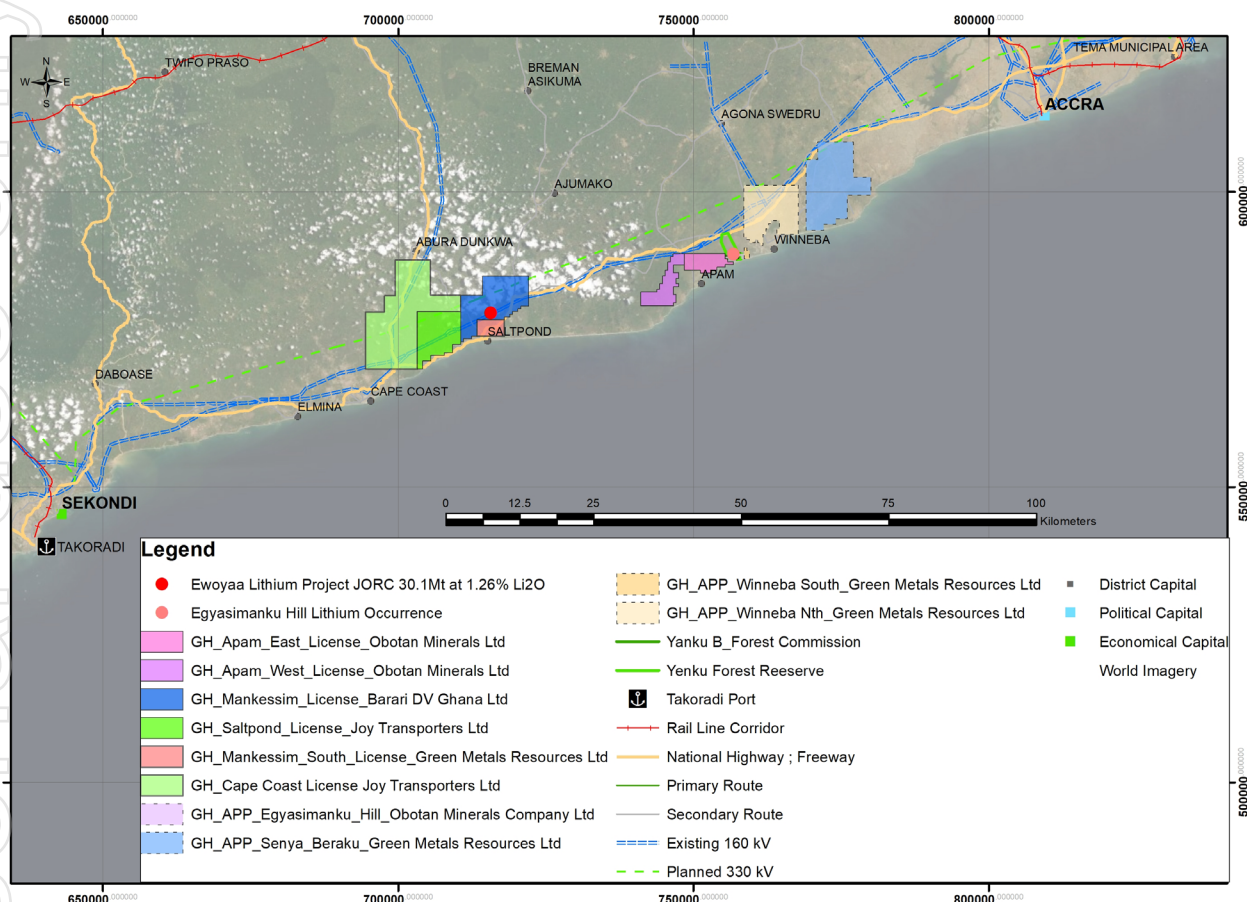 650000.000000 700000.000000 750000.000000 800000.000000
N
W E
S
TWIFO PRASO
BREMAN
ASIKUMA
TEMA MUNICIPAL AREA
ACCRA
AGONA SWEDRU
AJUMAKO
600000.000000
ABURA DUNKWA
WINNEBA
APAM
SALTPOND
DABOASE
CAPE COAST
ELMINA
550000.000000
SEKONDI
0 12.5 25 50 75 100
Kilometers
TAKORADI
Legend
Ewoyaa Lithium Project JORC 30.1Mt at 1.26% Li2O
Egyasimanku Hill Lithium Occurrence
GH_Apam_East_License_Obotan Minerals Ltd
GH_Apam_West_License_Obotan Minerals Ltd
GH_Mankessim_License_Barari DV Ghana Ltd
GH_Saltpond_License_Joy Transporters Ltd
GH_Mankessim_South_License_Green Metals Resources Ltd
GH_Cape Coast License Joy Transporters Ltd
GH_APP_Egyasimanku_Hill_Obotan Minerals Company Ltd
GH_APP_Senya_Beraku_Green Metals Resources Ltd
GH_APP_Winneba South_Green Metals Resources Ltd
GH_APP_Winneba Nth_Green Metals Resources Ltd
Yanku B_Forest Commission
Yenku Forest Reeserve
Takoradi Port
Rail Line Corridor
National Highway ; Freeway
Primary Route
Secondary Route
Existing 160 kV
Planned 330 kV
District Capital
Political Capital
Economical Capital
World Imagery
500000.000000
650000.000000 700000.000000 750000.000000 800000.000000